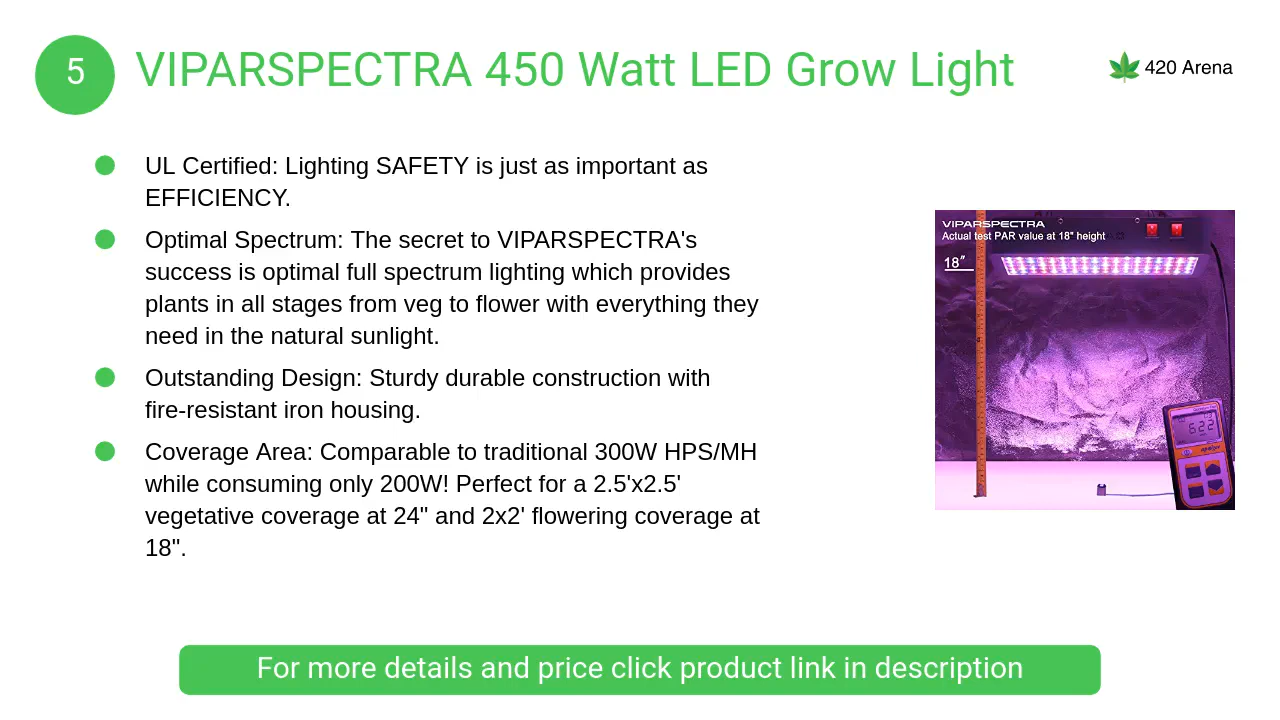 5
VIPARSPECTRA 450 Watt LED Grow Light
420 Arena
UL Certified: Lighting SAFETY is just as important as
EFFICIENCY.
Optimal Spectrum: The secret to VIPARSPECTRA's
success is optimal full spectrum lighting which provides
plants in all stages from veg to flower with everything they
need in the natural sunlight.
Outstanding Design: Sturdy durable construction with
fire-resistant iron housing.
Coverage Area: Comparable to traditional 300W HPS/MH
while consuming only 200W! Perfect for a 2.5'x2.5'
vegetative coverage at 24" and 2x2' flowering coverage at
18".
VIPARSPECTRA
Actual test PAR value at 18" height
18"
622
For more details and price click product link in description